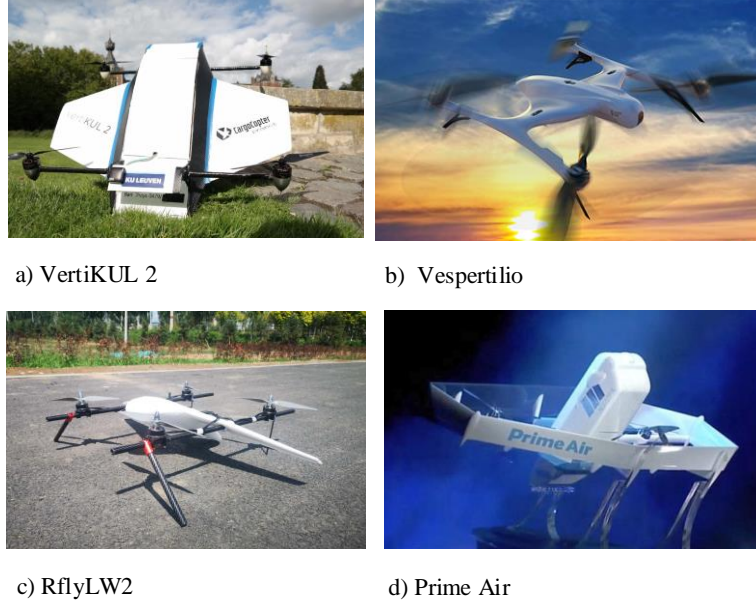 VertiKUL 2
CargoCopter
KU LEUVEN
a) VertiKUL 2
b) Vespertilio
Prime Air
c) RflyLW2
d) Prime Air